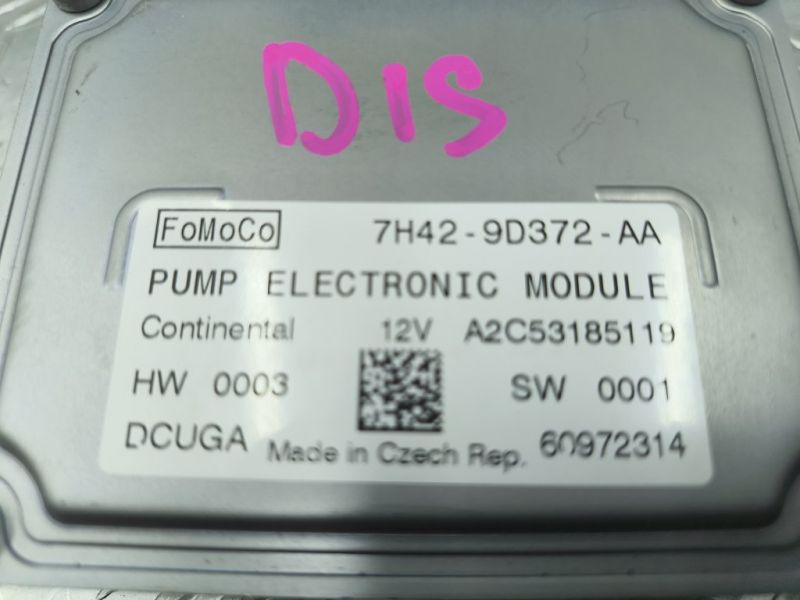 DIS
FoMoCo 7H42-9D372-AA
PUMP ELECTRONIC MODULE
Continental 12V A2C53185119
HW 0003 SW 0001
DCUGA Made in Czech Rep. 60972314